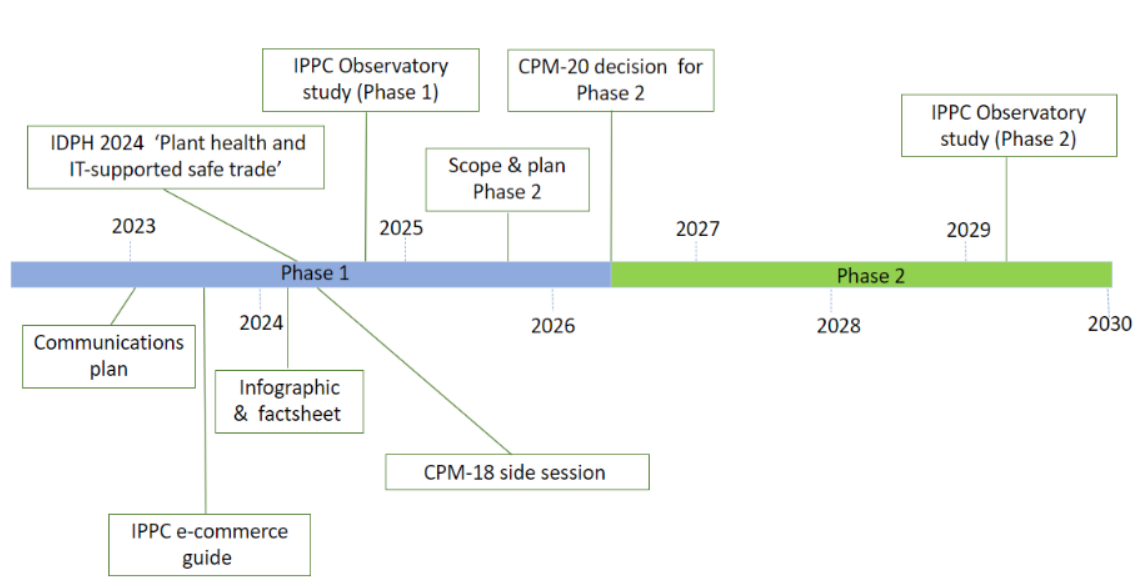 IPPC Observatory
study (Phase 1)
CPM-20 decision for
Phase 2
IPPC Observatory
study (Phase 2)
IDPH 2024 ‘Plant health and
IT-supported safe trade’
Scope & plan
Phase 2
2023
2025
2027
2029
Phase 1
Phase 2
2024
2026
2028
2030
Communications
plan
Infographic
& factsheet
CPM-18 side session
IPPC e-commerce
guide